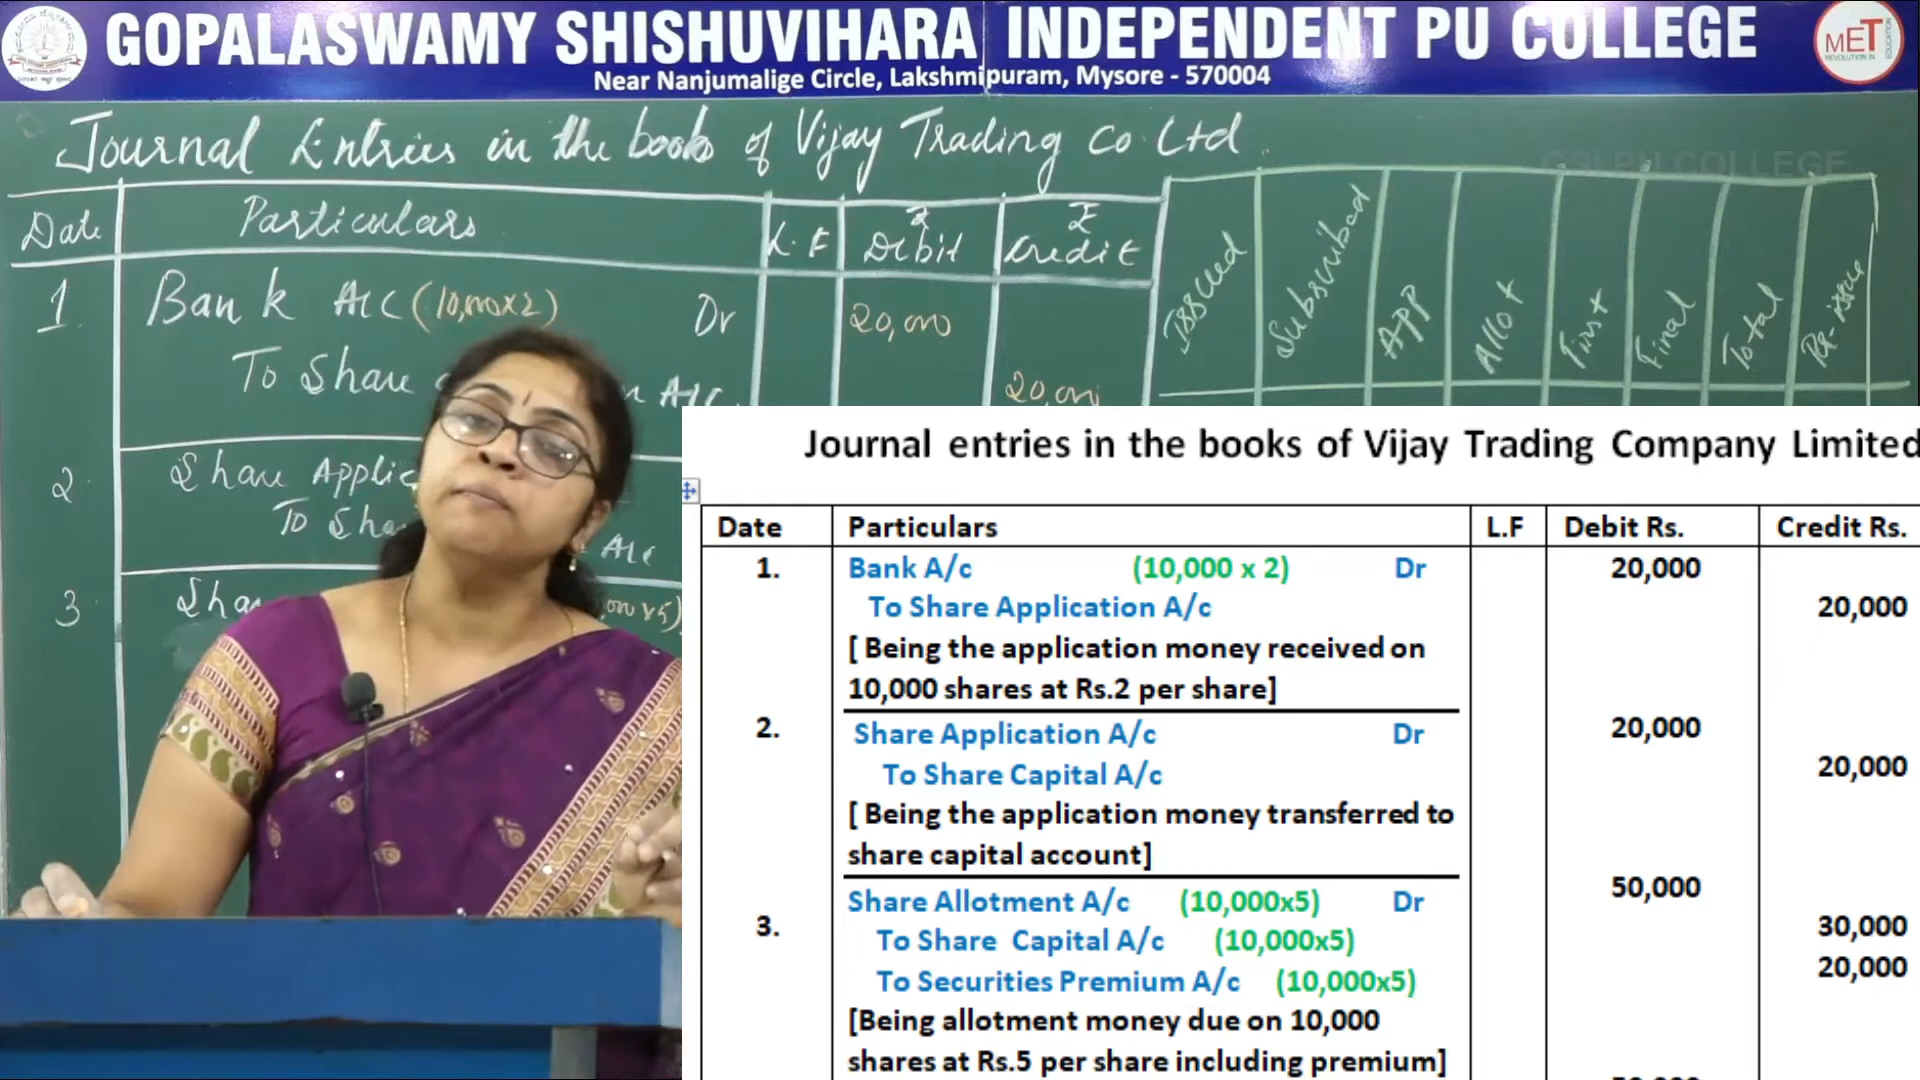 GOPALASWAMY SHISHUVIHARA INDEPENDENT PU COLLEGE
Near Nanjumalige Circle, Lakshmipuram, Mysore - 570004
MET
Journal Entries in the books of Vijay Trading Co Ltd
GSI PU COLLEGE
Date Particulars L.F ₹ Debit ₹ Credit Issued Subscribed App Allot First Final Total Re-issue
1 Bank A/c (10,000x2) Dr 20,000
To Share A/c 20,000
2 Share Applic
To Sha A/c
3 Sha 00x5)
Journal entries in the books of Vijay Trading Company Limited
Date Particulars L.F Debit Rs. Credit Rs.
1. Bank A/c (10,000 x 2) Dr 20,000
To Share Application A/c 20,000
[ Being the application money received on
10,000 shares at Rs.2 per share]
2. Share Application A/c Dr 20,000
To Share Capital A/c 20,000
[ Being the application money transferred to
share capital account]
3. Share Allotment A/c (10,000x5) Dr 50,000
To Share Capital A/c (10,000x5) 30,000
To Securities Premium A/c (10,000x5) 20,000
[Being allotment money due on 10,000
shares at Rs.5 per share including premium]